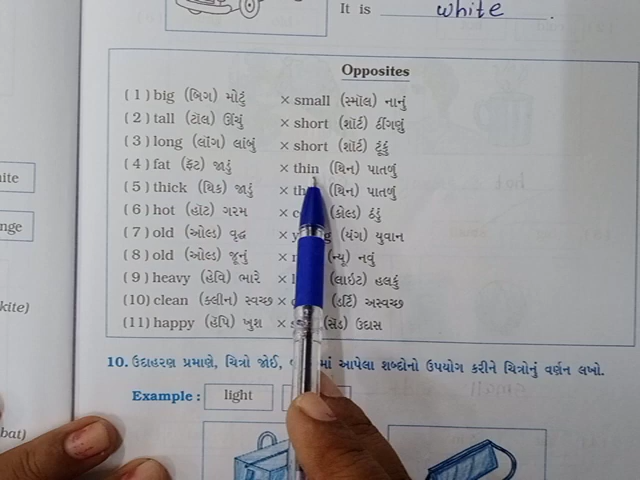 It is white.
Opposites
(1) big (બિગ) મોટું × small (સ્મૉલ) નાનું
(2) tall (ટૉલ) ઊંચું × short (શૉર્ટ) ઠીંગણું
(3) long (લૉંગ) લાંબું × short (શૉર્ટ) ટૂંકું
(4) fat (ફૅટ) જાડું × thin (થિન) પાતળું
(5) thick (થિક) જાડું × (થિન) પાતળું
(6) hot (હૉટ) ગરમ × (કોલ્ડ) ઠંડું
(7) old (ઓલ્ડ) વૃદ્ધ × (યંગ) યુવાન
(8) old (ઓલ્ડ) જૂનું × (ન્યૂ) નવું
(9) heavy (હેવિ) ભારે × (લાઇટ) હલકું
(10) clean (ક્લીન) સ્વચ્છ × (ડર્ટિ) અસ્વચ્છ
(11) happy (હૅપિ) ખુશ × (સૅડ) ઉદાસ
10. ઉદાહરણ પ્રમાણે, ચિત્રો જોઈ, આપેલા શબ્દોનો ઉપયોગ કરીને ચિત્રોનું વર્ણન લખો.
Example : light
kite)
bat)